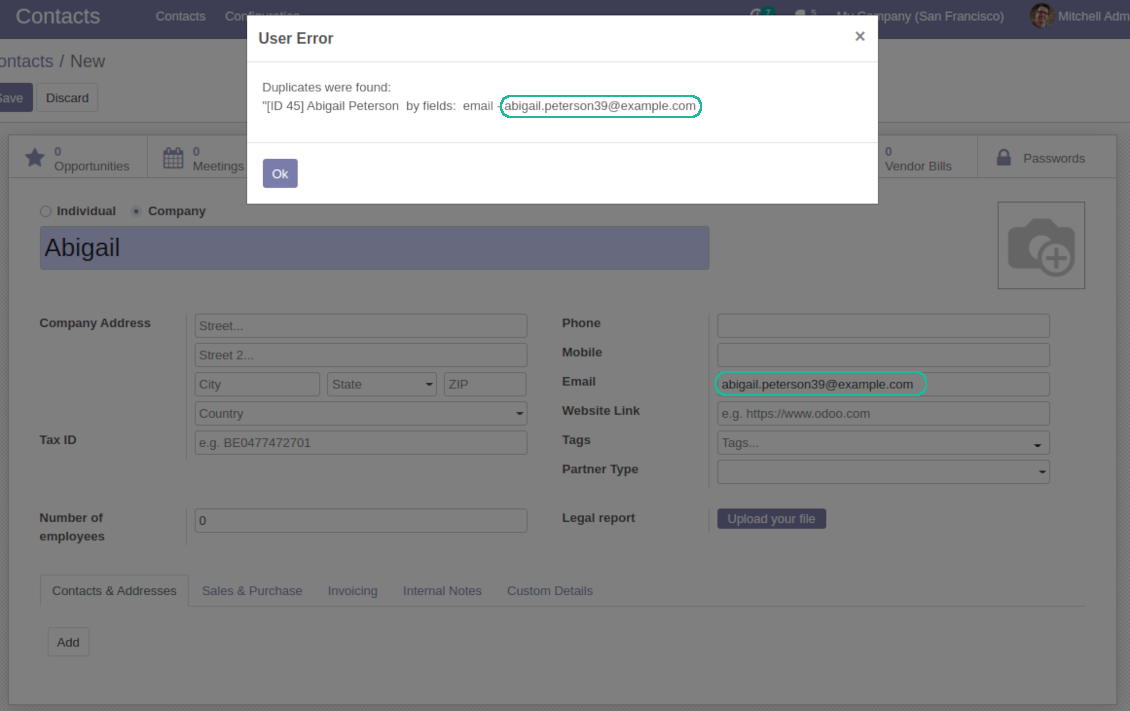 Contacts Contacts My Company (San Francisco) Mitchell Adm
ontacts / New
Save Discard
User Error ×
Duplicates were found:
"[ID 45] Abigail Peterson by fields: email - abigail.peterson39@example.com
Ok
0 Opportunities
0 Meetings
0 Vendor Bills
Passwords
Individual Company
Abigail
Company Address
Street...
Street 2...
City State ZIP
Country
Tax ID e.g. BE0477472701
Phone
Mobile
Email abigail.peterson39@example.com
Website Link e.g. https://www.odoo.com
Tags Tags...
Partner Type
Number of
employees
0
Legal report Upload your file
Contacts & Addresses Sales & Purchase Invoicing Internal Notes Custom Details
Add